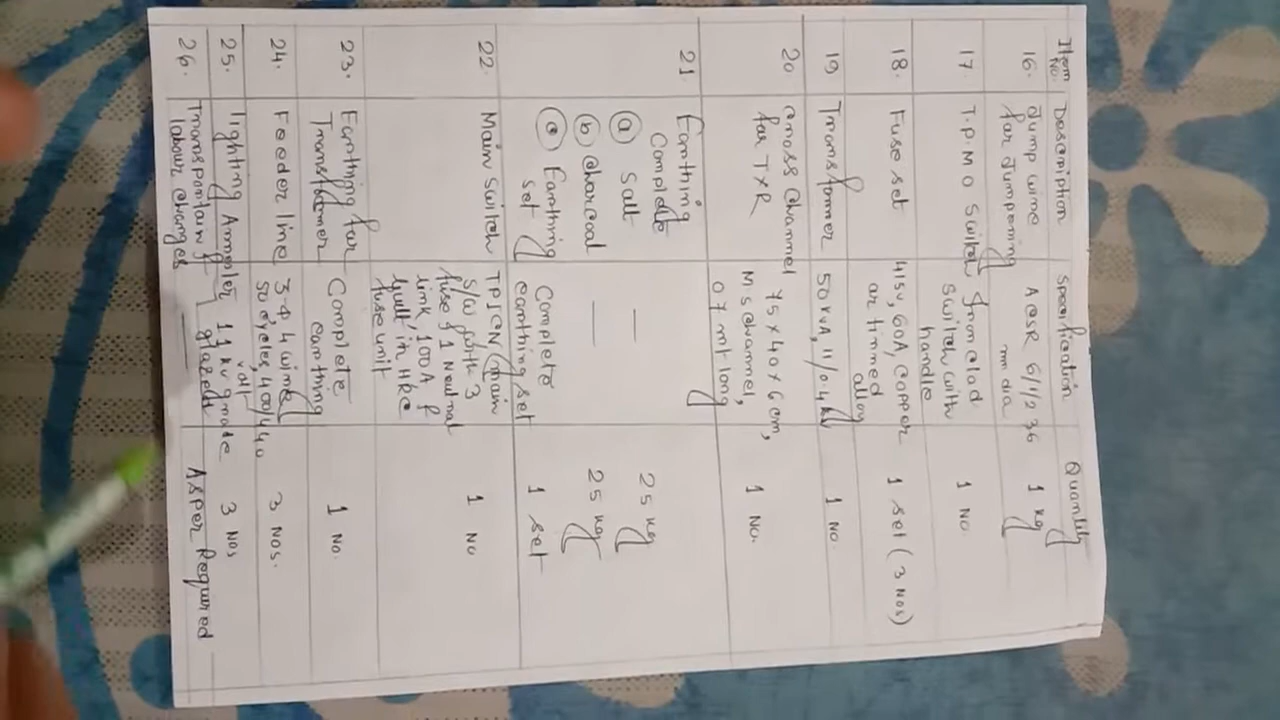 Item No. Description Specification Quantity
16. Jump wire for Jumpering ACSR 6/1/2.36 mm dia 1 kg
17. T.P.M.O Switch Iron clad Switch with handle 1 No.
18. Fuse set 415V, 60A, Copper or tinned alloy 1 set (3 Nos)
19 Transformer 50 KVA, 11/0.4 kV 1 No.
20 cross channel for TXR 75 x 40 x 6 cm, M.S channel, 07 mt long 1 No.
21 Earthing Complete
(a) Salt — 25 kg
(b) charcoal — 25 kg
(c) Earthing set Complete earthing set 1 set
22. Main Switch TPICN main S/W with 3 fuse & 1 Neutral link 100A & built in HRC fuse unit 1 No
23. Earthing for Transformer Complete earthing 1 No.
24. Feeder line 3-Φ 4 wire 50 cycles, 400/440 volt 3 Nos.
25. lighting Arrester 11 kv grade 3 Nos
26. Transportation & labour charges — As per Required